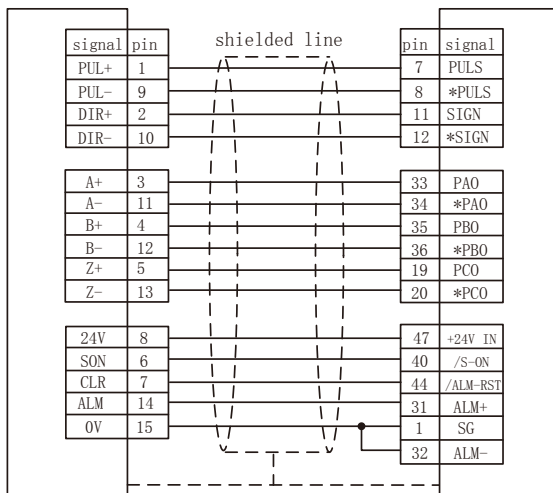 shielded line
signal pin pin signal
PUL+ 1 7 PULS
PUL- 9 8 *PULS
DIR+ 2 11 SIGN
DIR- 10 12 *SIGN
A+ 3 33 PAO
A- 11 34 *PAO
B+ 4 35 PBO
B- 12 36 *PBO
Z+ 5 19 PCO
Z- 13 20 *PCO
24V 8 47 +24V IN
SON 6 40 /S-ON
CLR 7 44 /ALM-RST
ALM 14 31 ALM+
0V 15 1 SG
32 ALM-